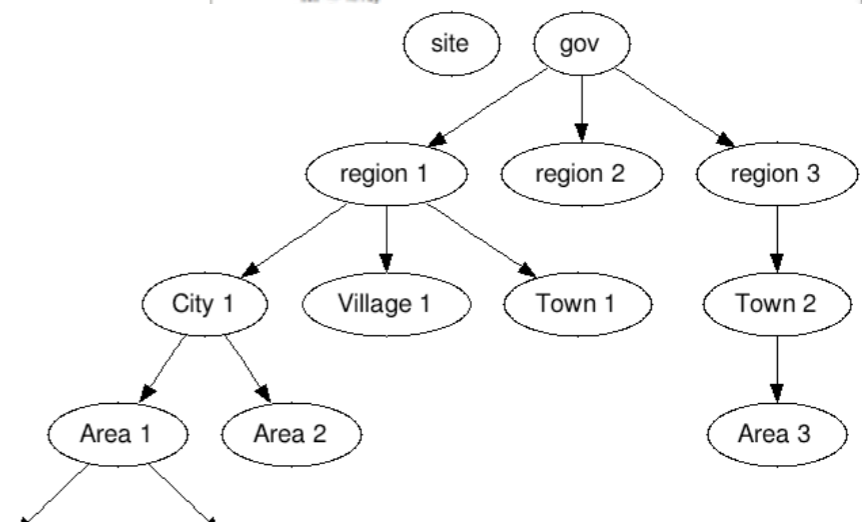 site
gov
region 1
region 2
region 3
City 1
Village 1
Town 1
Town 2
Area 1
Area 2
Area 3